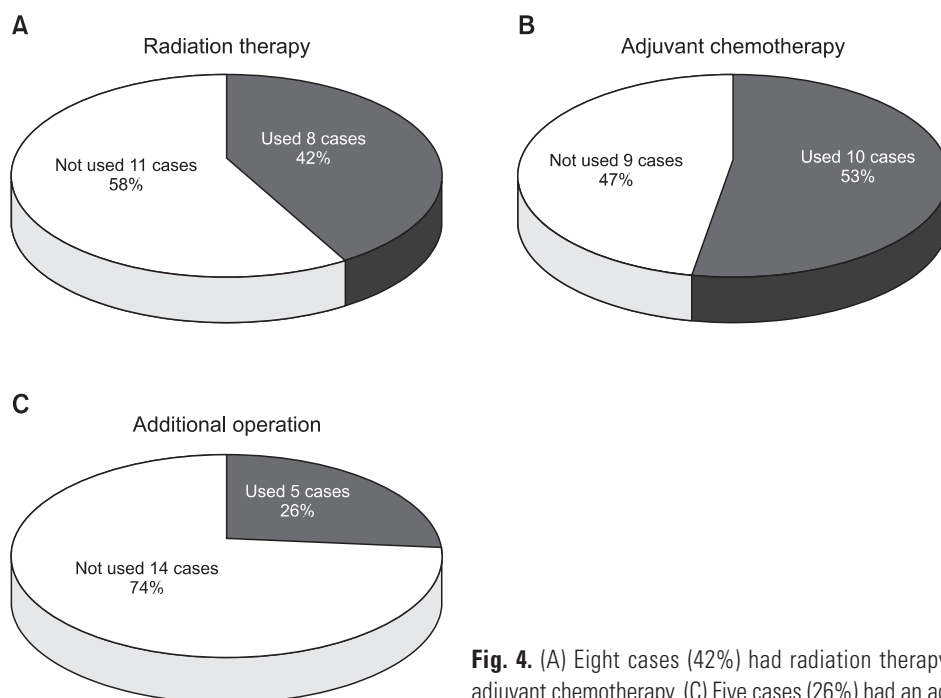 A
Radiation therapy
Used 8 cases
42%
Not used 11 cases
58%
B
Adjuvant chemotherapy
Used 10 cases
53%
Not used 9 cases
47%
C
Additional operation
Used 5 cases
26%
Not used 14 cases
74%
Fig. 4. (A) Eight cases (42%) had radiation therapy
adjuvant chemotherapy. (C) Five cases (26%) had an